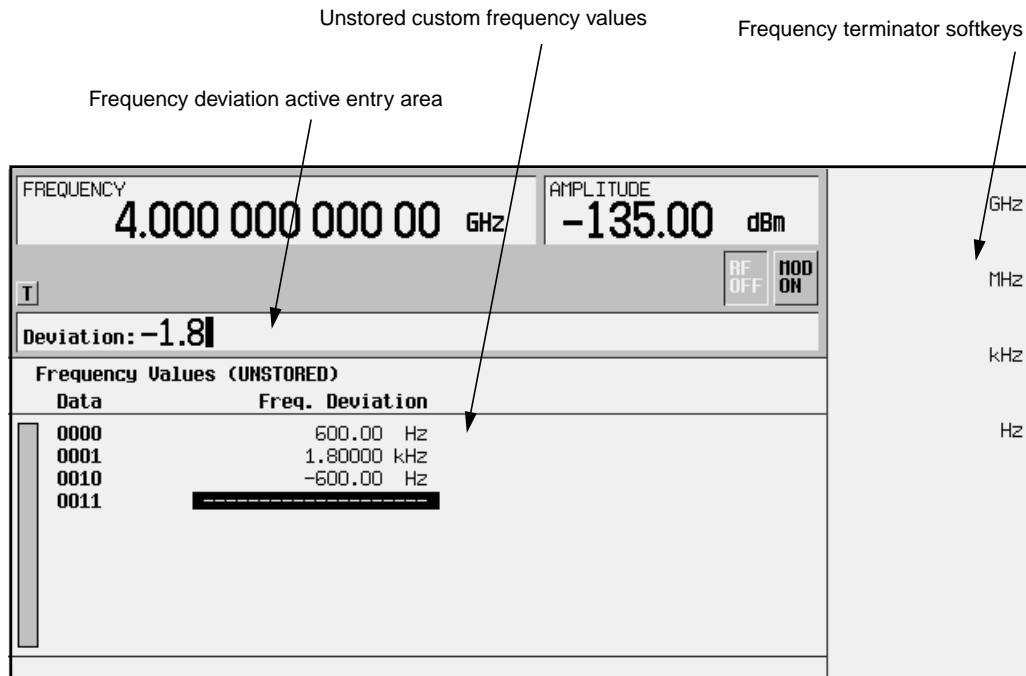 Unstored custom frequency values
Frequency terminator softkeys
Frequency deviation active entry area
FREQUENCY
4.000 000 000 00 GHz
AMPLITUDE
-135.00 dBm
GHz
RF OFF
MOD ON
MHz
T
Deviation: -1.8
kHz
Frequency Values (UNSTORED)
Data Freq. Deviation
0000 600.00 Hz
Hz
0001 1.80000 kHz
0010 -600.00 Hz
0011 --------------------